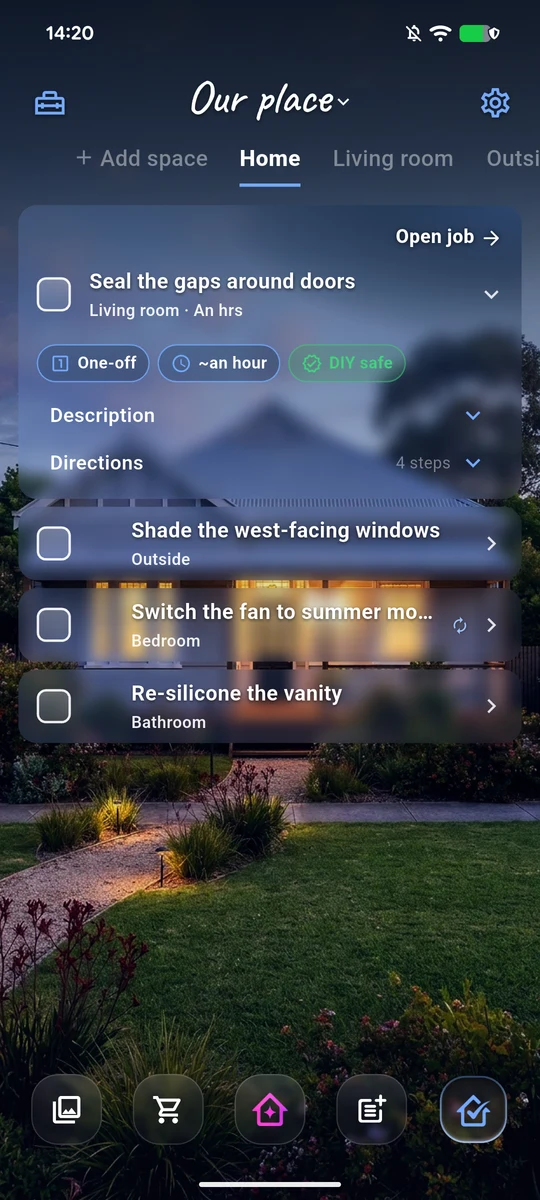 14:20
Our place
+ Add space Home Living room Outsi
Open job →
Seal the gaps around doors
Living room · An hrs
1 One-off ~an hour DIY safe
Description
Directions 4 steps
Shade the west-facing windows
Outside
Switch the fan to summer mo...
Bedroom
Re-silicone the vanity
Bathroom